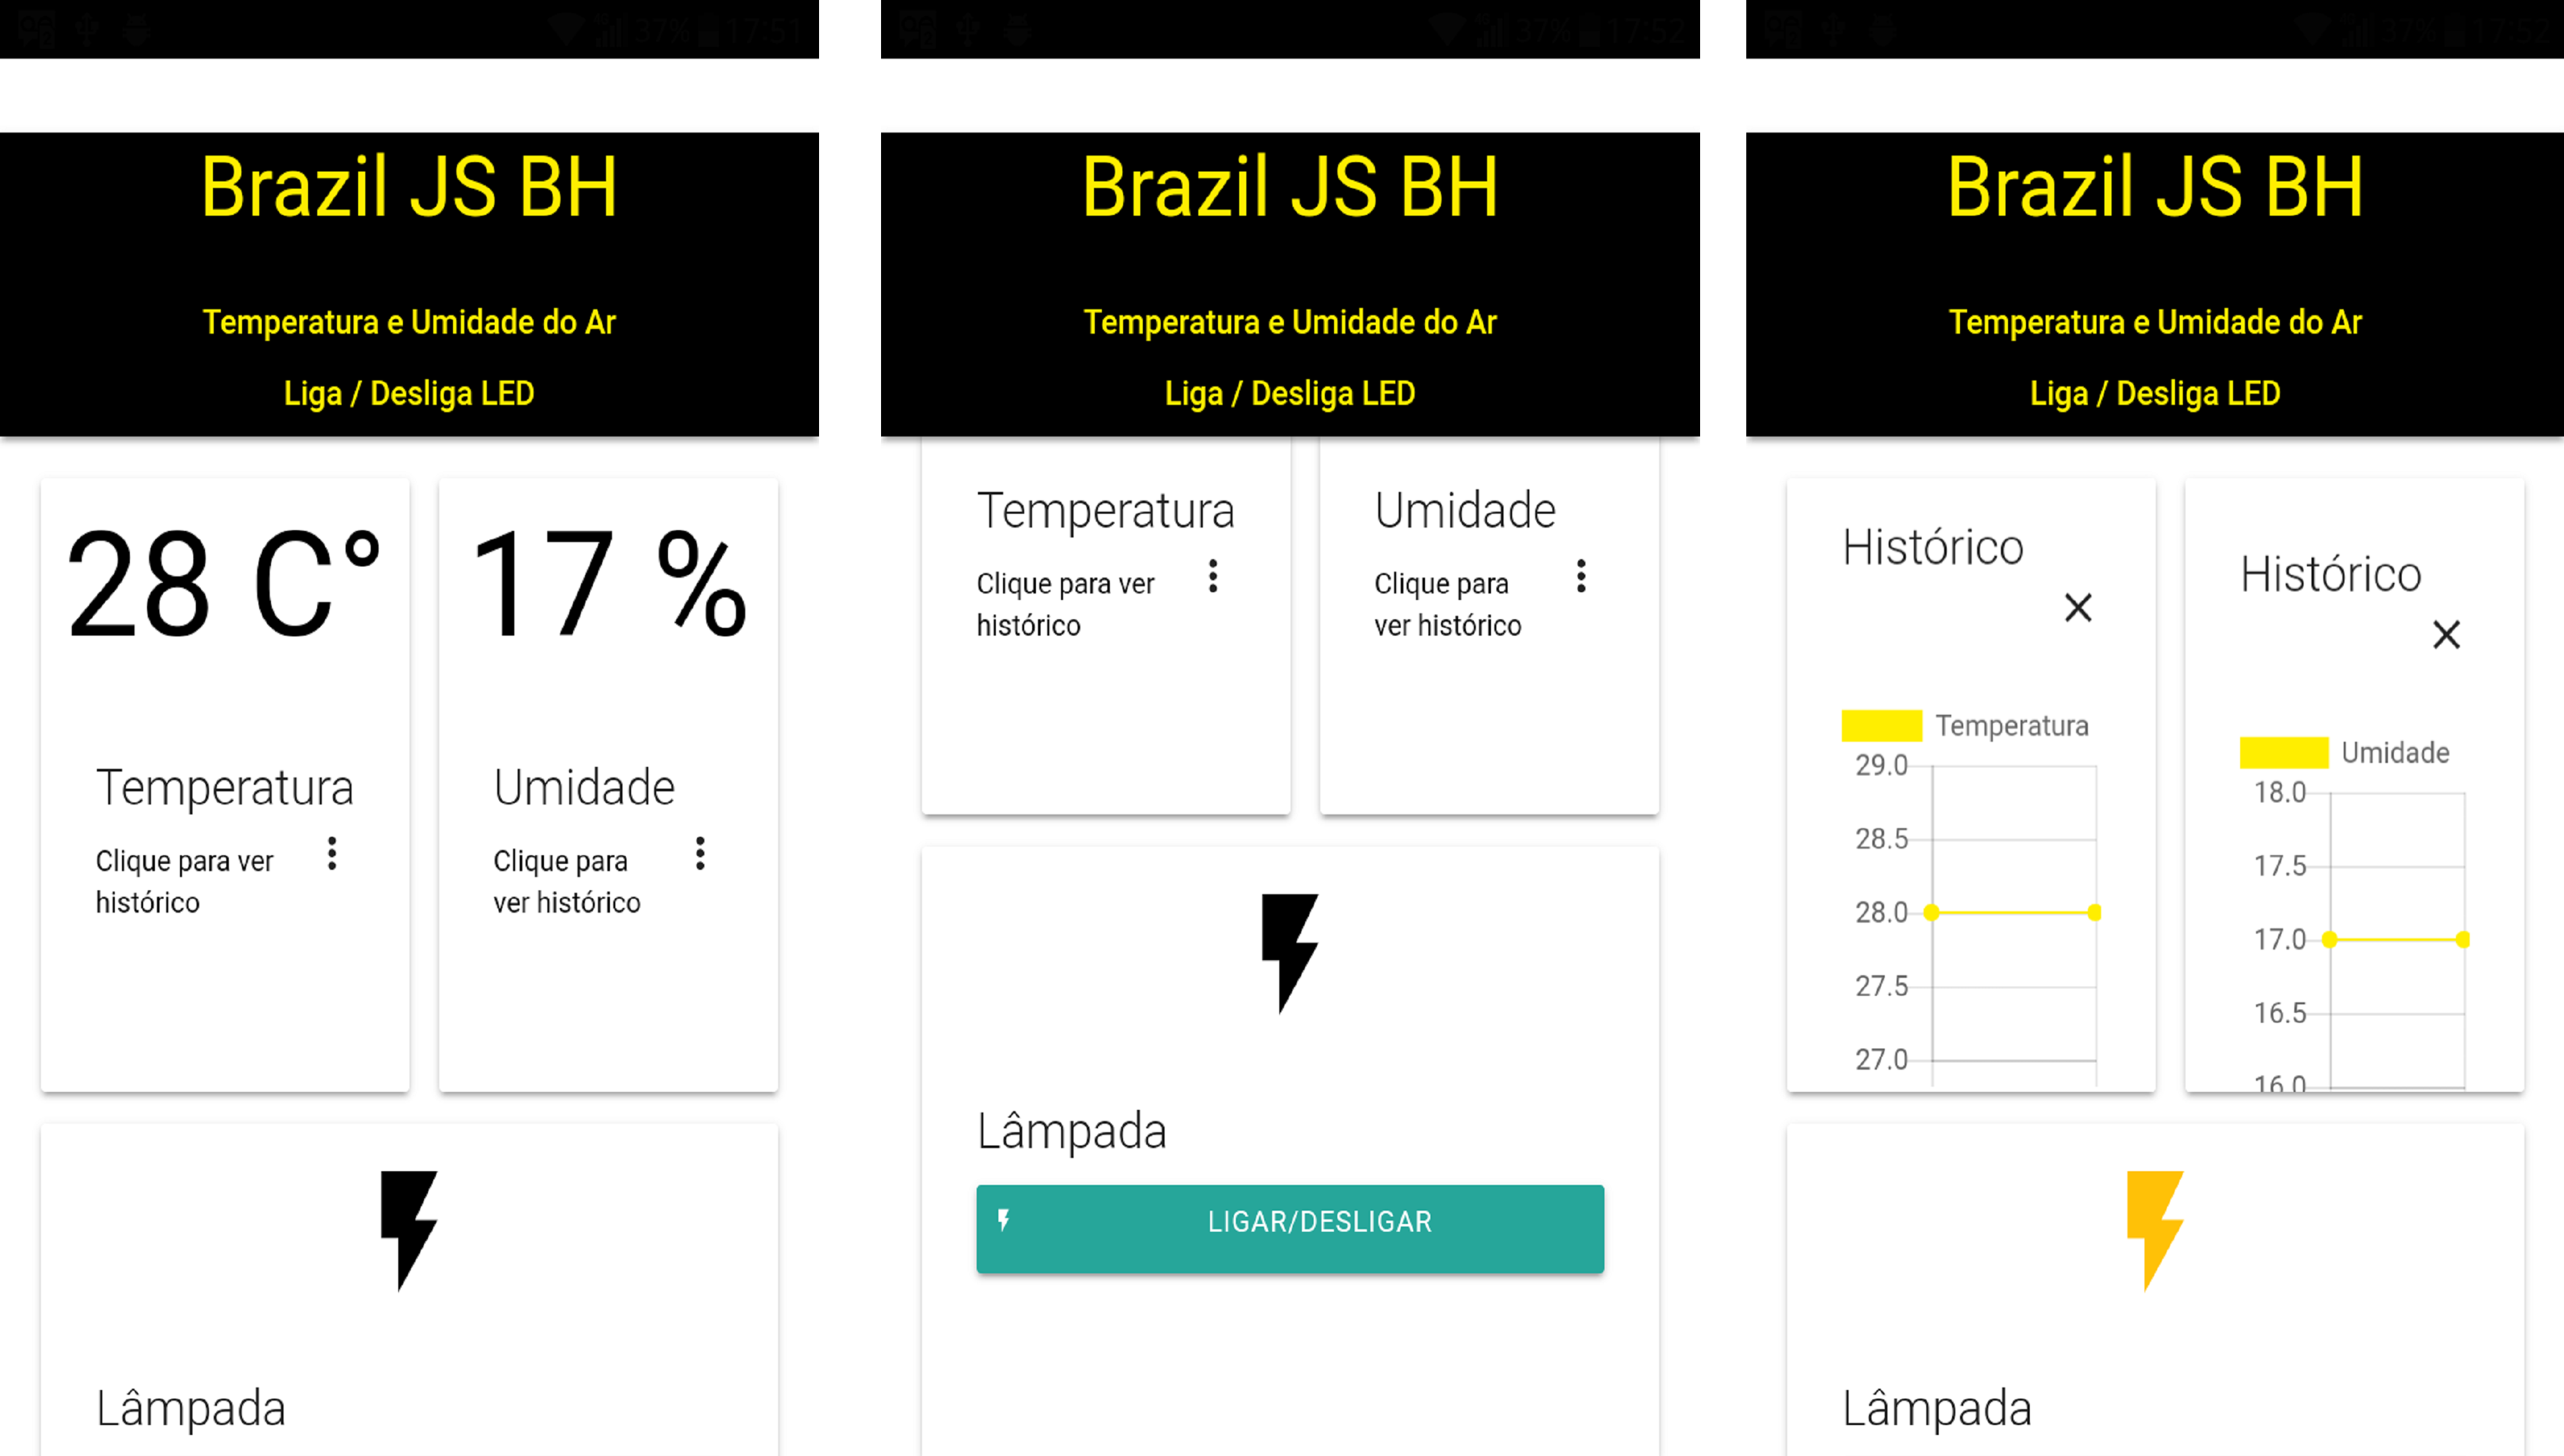 37% 17:51
Brazil JS BH
Temperatura e Umidade do Ar
Liga / Desliga LED
28 C°
17 %
Temperatura
Clique para ver
histórico
Umidade
Clique para
ver histórico
Lâmpada
37% 17:52
Brazil JS BH
Temperatura e Umidade do Ar
Liga / Desliga LED
Temperatura
Clique para ver
histórico
Umidade
Clique para
ver histórico
Lâmpada
LIGAR/DESLIGAR
37% 17:52
Brazil JS BH
Temperatura e Umidade do Ar
Liga / Desliga LED
Histórico
Temperatura
29.0
28.5
28.0
27.5
27.0
Histórico
Umidade
18.0
17.5
17.0
16.5
16.0
Lâmpada